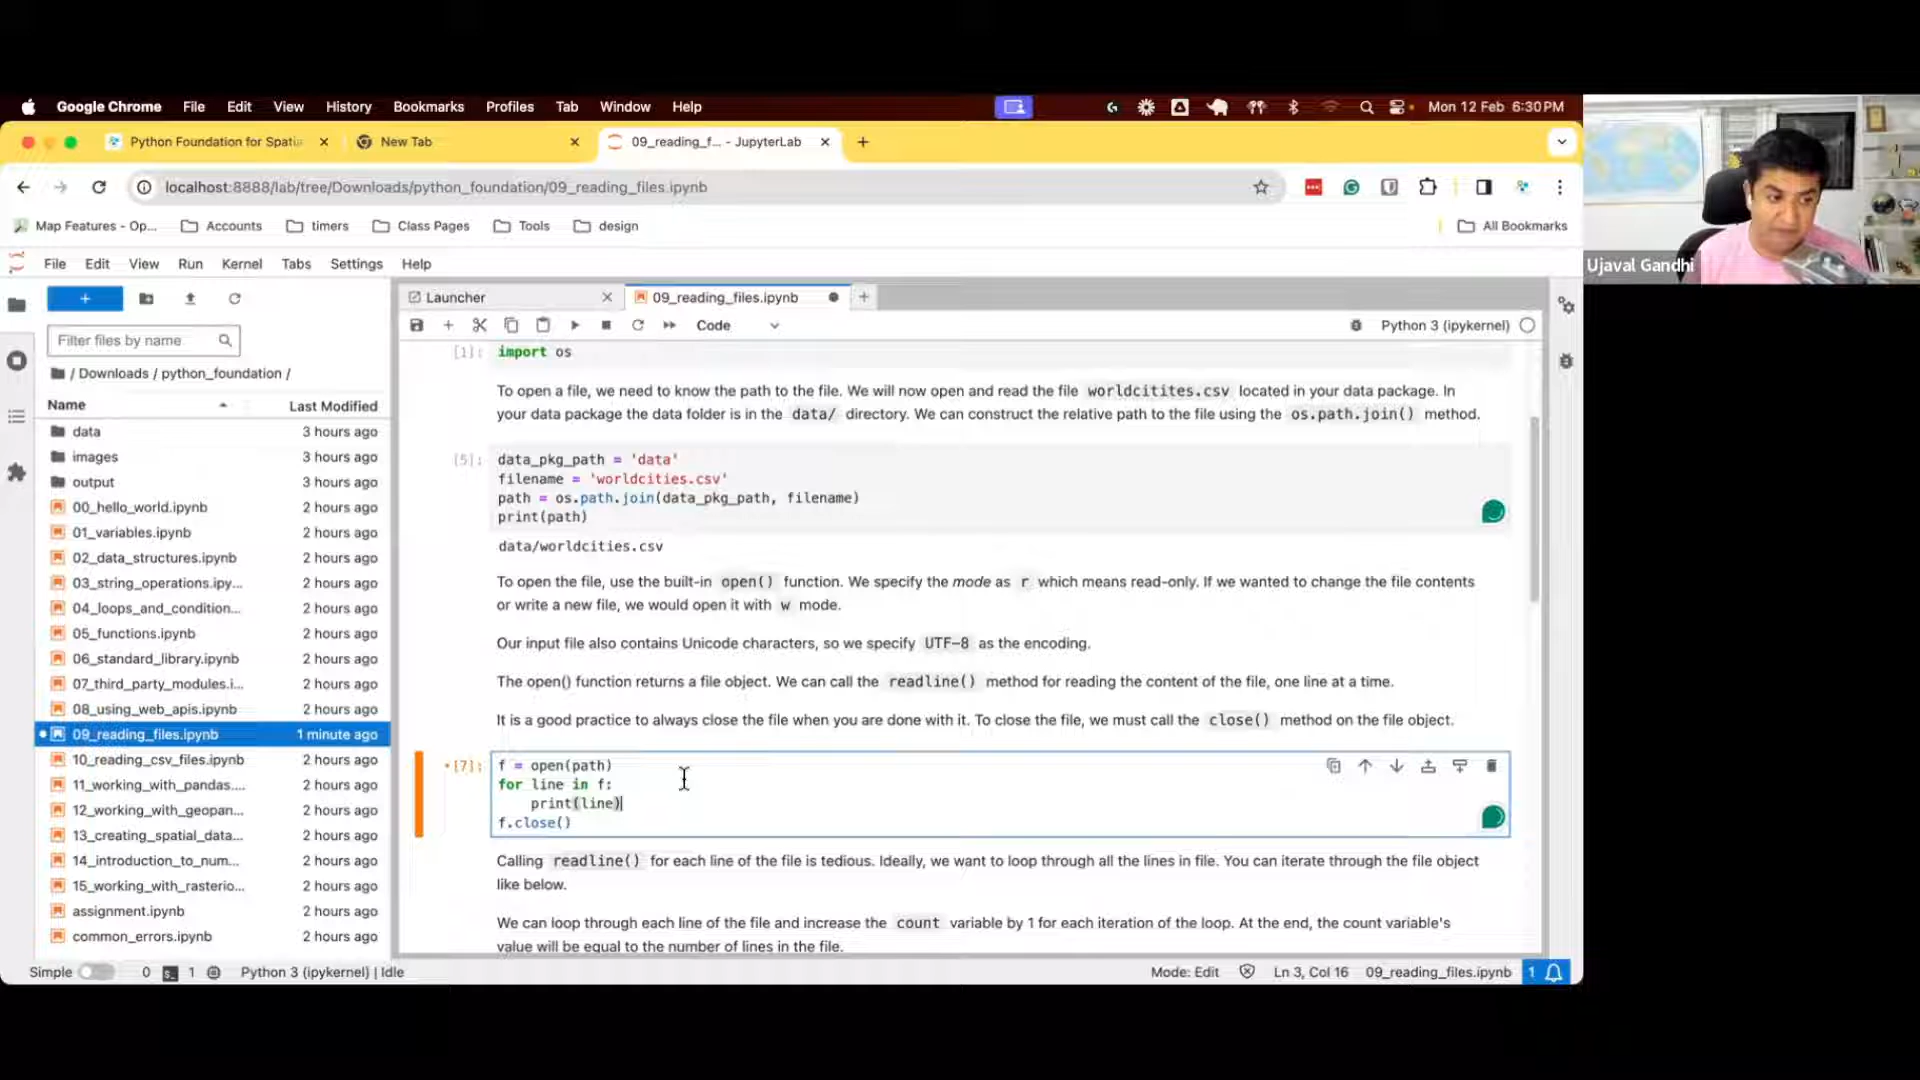 Google Chrome File Edit View History Bookmarks Profiles Tab Window Help Mon 12 Feb 6:30 PM
Python Foundation for Spatia New Tab 09_reading_f... - JupyterLab
localhost:8888/lab/tree/Downloads/python_foundation/09_reading_files.ipynb
Map Features - Op... Accounts timers Class Pages Tools design All Bookmarks
Ujaval Gandhi
File Edit View Run Kernel Tabs Settings Help
Launcher 09_reading_files.ipynb
Code Python 3 (ipykernel)
Filter files by name
/ Downloads / python_foundation /
Name Last Modified
data 3 hours ago
images 3 hours ago
output 3 hours ago
00_hello_world.ipynb 2 hours ago
01_variables.ipynb 2 hours ago
02_data_structures.ipynb 2 hours ago
03_string_operations.ipy... 2 hours ago
04_loops_and_condition... 2 hours ago
05_functions.ipynb 2 hours ago
06_standard_library.ipynb 2 hours ago
07_third_party_modules.i... 2 hours ago
08_using_web_apis.ipynb 2 hours ago
09_reading_files.ipynb 1 minute ago
10_reading_csv_files.ipynb 2 hours ago
11_working_with_pandas.... 2 hours ago
12_working_with_geopan... 2 hours ago
13_creating_spatial_data... 2 hours ago
14_introduction_to_num... 2 hours ago
15_working_with_rasterio... 2 hours ago
assignment.ipynb 2 hours ago
common_errors.ipynb 2 hours ago
[1]: import os
To open a file, we need to know the path to the file. We will now open and read the file worldcitites.csv located in your data package. In
your data package the data folder is in the data/ directory. We can construct the relative path to the file using the os.path.join() method.
[5]: data_pkg_path = 'data'
filename = 'worldcities.csv'
path = os.path.join(data_pkg_path, filename)
print(path)
data/worldcities.csv
To open the file, use the built-in open() function. We specify the mode as r which means read-only. If we wanted to change the file contents
or write a new file, we would open it with w mode.
Our input file also contains Unicode characters, so we specify UTF-8 as the encoding.
The open() function returns a file object. We can call the readline() method for reading the content of the file, one line at a time.
It is a good practice to always close the file when you are done with it. To close the file, we must call the close() method on the file object.
[7]: f = open(path)
for line in f:
print(line)
f.close()
Calling readline() for each line of the file is tedious. Ideally, we want to loop through all the lines in file. You can iterate through the file object
like below.
We can loop through each line of the file and increase the count variable by 1 for each iteration of the loop. At the end, the count variable's
value will be equal to the number of lines in the file.
Simple 0 1 Python 3 (ipykernel) | Idle Mode: Edit Ln 3, Col 16 09_reading_files.ipynb 1